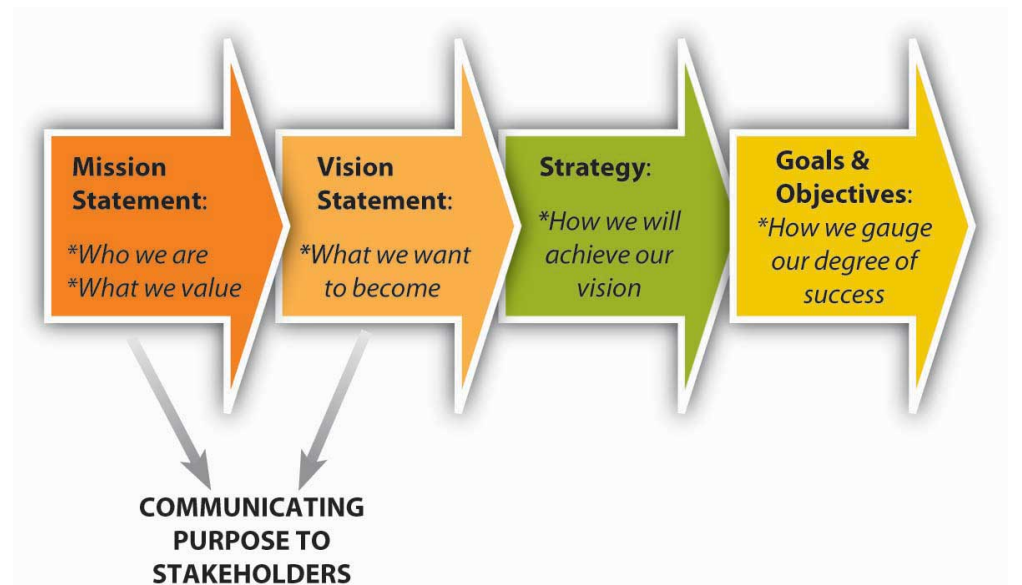 Mission
Statement:
*Who we are
*What we value
Vision
Statement:
*What we want
to become
Strategy:
*How we will
achieve our
vision
Goals &
Objectives:
*How we gauge
our degree of
success
COMMUNICATING
PURPOSE TO
STAKEHOLDERS